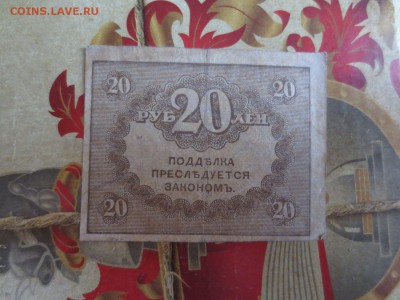 COINS.LAVE.RU
20 20
РУБ 20 ЛЕЙ
ПОДДѢЛКА
ПРЕСЛѢДУЕТСЯ
ЗАКОНОМЪ.
20 20